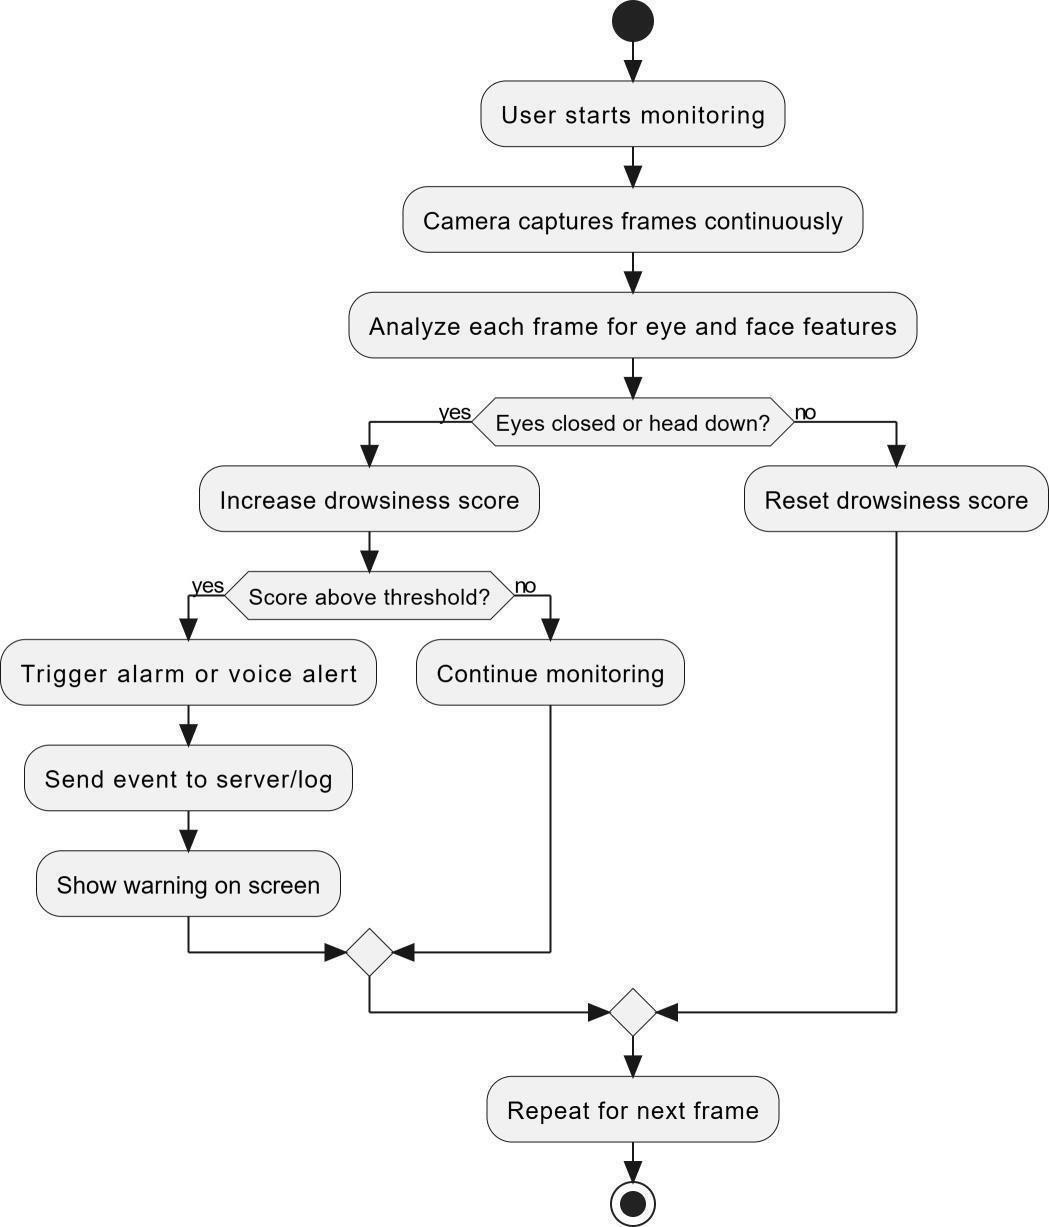 User starts monitoring
Camera captures frames continuously
Analyze each frame for eye and face features
yes
Eyes closed or head down?
no
Increase drowsiness score
Reset drowsiness score
yes
Score above threshold?
no
Trigger alarm or voice alert
Continue monitoring
Send event to server/log
Show warning on screen
Repeat for next frame